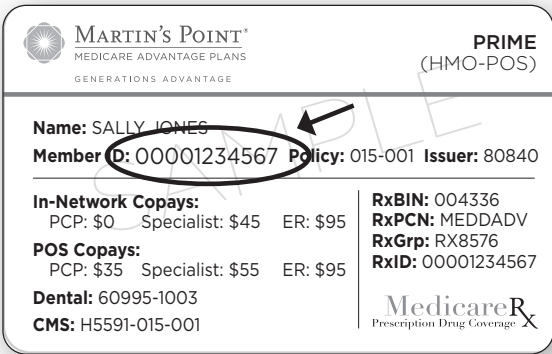 MARTIN'S POINT®
MEDICARE ADVANTAGE PLANS
GENERATIONS ADVANTAGE
PRIME
(HMO-POS)
SAMPLE
Name: SALLY JONES
Member ID: 00001234567 Policy: 015-001 Issuer: 80840
In-Network Copays:
PCP: $0 Specialist: $45 ER: $95
POS Copays:
PCP: $35 Specialist: $55 ER: $95
Dental: 60995-1003
CMS: H5591-015-001
RxBIN: 004336
RxPCN: MEDDADV
RxGrp: RX8576
RxID: 00001234567
MedicareRx
Prescription Drug Coverage